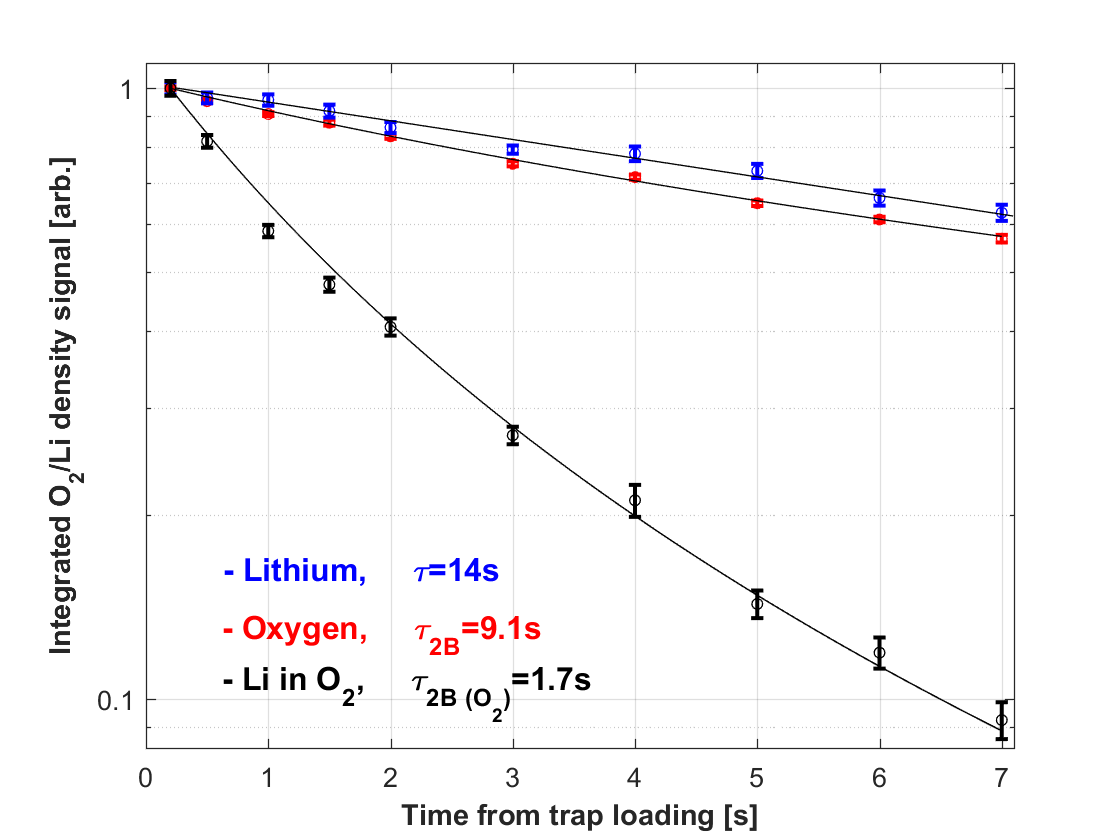 1
0.1
Integrated O2/Li density signal [arb.]
- Lithium, τ=14s
- Oxygen, τ2B=9.1s
- Li in O2, τ2B (O2)=1.7s
0 1 2 3 4 5 6 7
Time from trap loading [s]